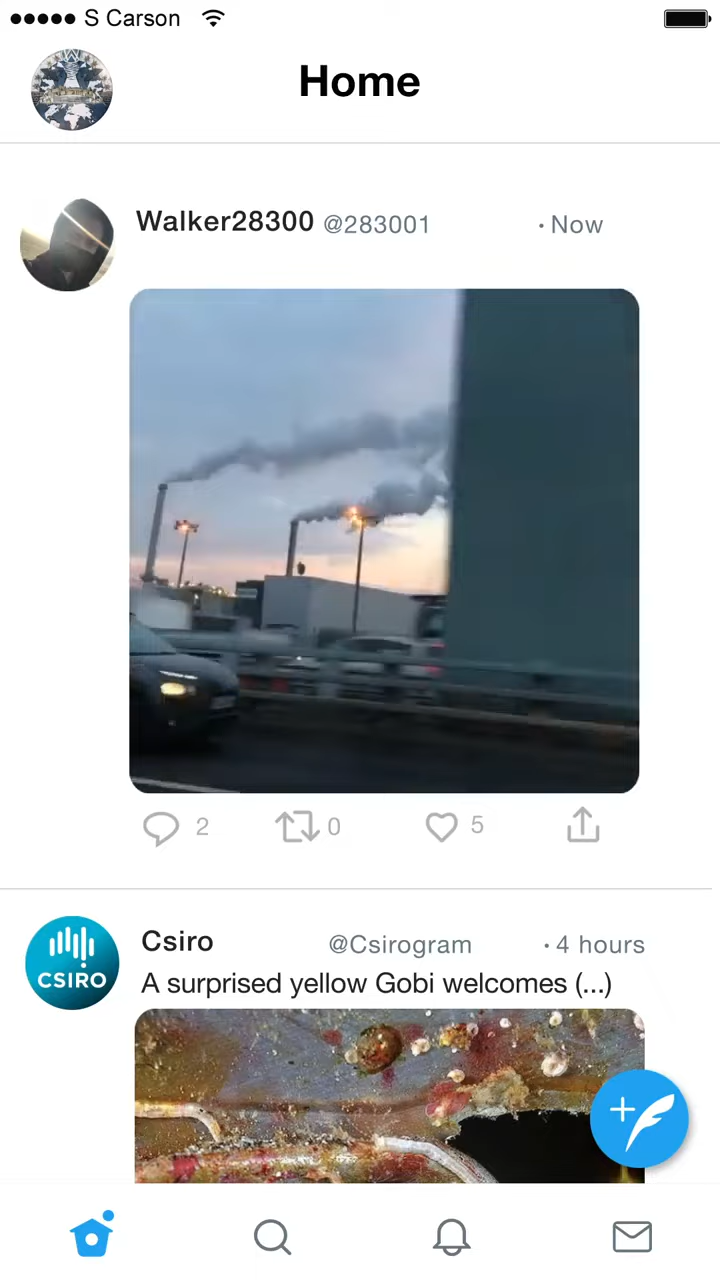 S Carson
Home
Walker28300 @283001 · Now
2 0 5
CSIRO
Csiro @Csirogram · 4 hours
A surprised yellow Gobi welcomes (...)